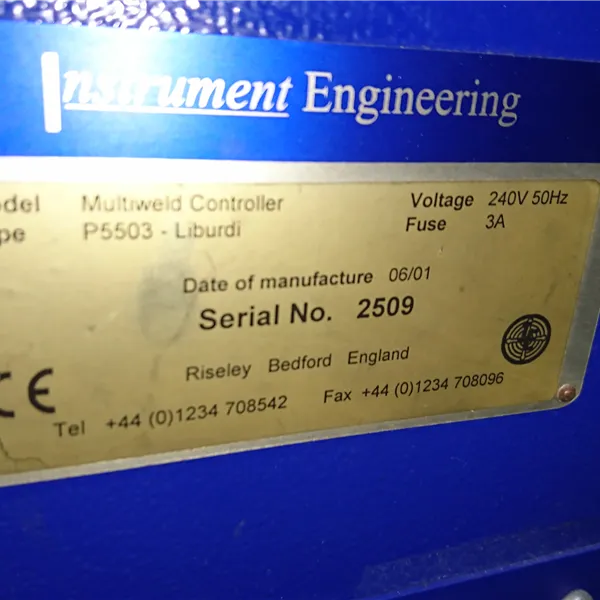 Instrument Engineering
odel Multiweld Controller Voltage 240V 50Hz
pe P5503 - Liburdi Fuse 3A
Date of manufacture 06/01
Serial No. 2509
Riseley Bedford England
CE
Tel +44 (0)1234 708542 Fax +44 (0)1234 708096